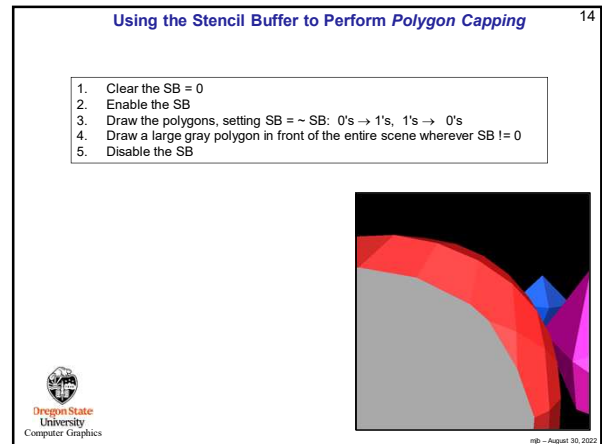 Using the Stencil Buffer to Perform Polygon Capping
14
1. Clear the SB = 0
2. Enable the SB
3. Draw the polygons, setting SB = ~ SB: 0's → 1's, 1's → 0's
4. Draw a large gray polygon in front of the entire scene wherever SB != 0
5. Disable the SB
Oregon State
University
Computer Graphics
mjb – August 30, 2022